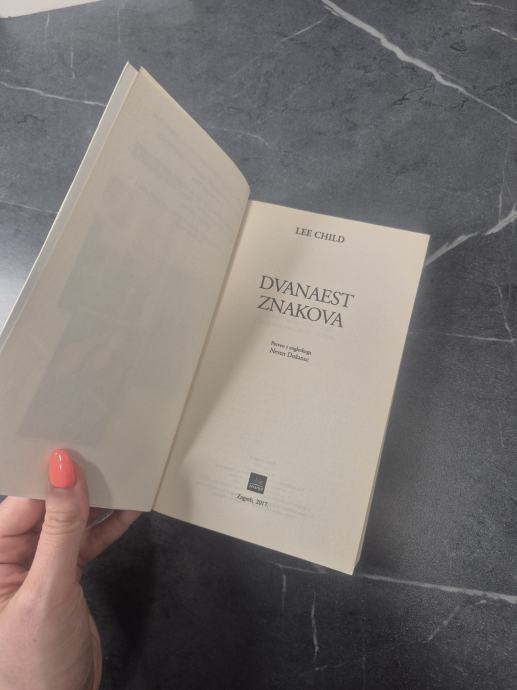 LEE CHILD
DVANAEST
ZNAKOVA
Preveo s engleskoga
Neven Dužanec
Zagreb, 2017.